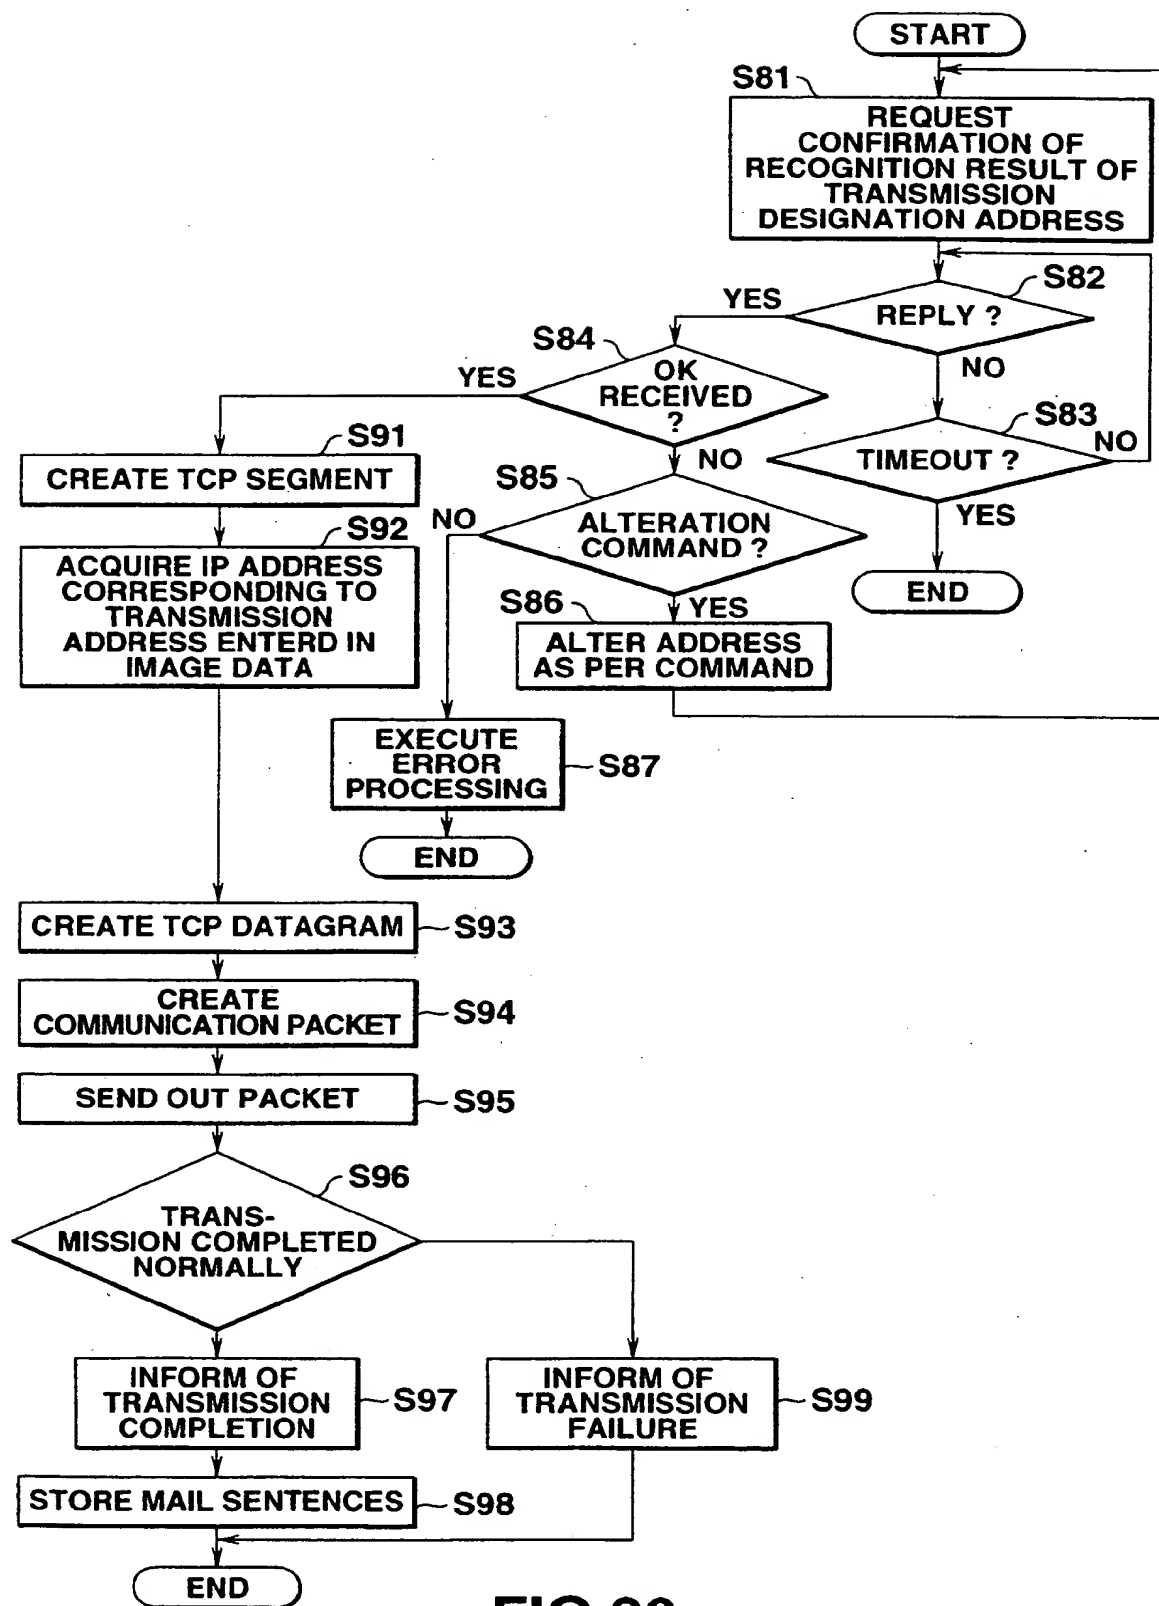 START
S81
REQUEST
CONFIRMATION OF
RECOGNITION RESULT OF
TRANSMISSION
DESIGNATION ADDRESS
S82
YES
REPLY ?
NO
S84
YES
OK
RECEIVED
?
NO
S83
NO
TIMEOUT ?
YES
END
S91
CREATE TCP SEGMENT
S85
NO
ALTERATION
COMMAND ?
YES
S92
ACQUIRE IP ADDRESS
CORRESPONDING TO
TRANSMISSION
ADDRESS ENTERD IN
IMAGE DATA
S86
ALTER ADDRESS
AS PER COMMAND
EXECUTE
ERROR
PROCESSING
S87
END
CREATE TCP DATAGRAM
S93
CREATE
COMMUNICATION PACKET
S94
SEND OUT PACKET
S95
S96
TRANS-
MISSION COMPLETED
NORMALLY
INFORM OF
TRANSMISSION
COMPLETION
S97
INFORM OF
TRANSMISSION
FAILURE
S99
STORE MAIL SENTENCES
S98
END